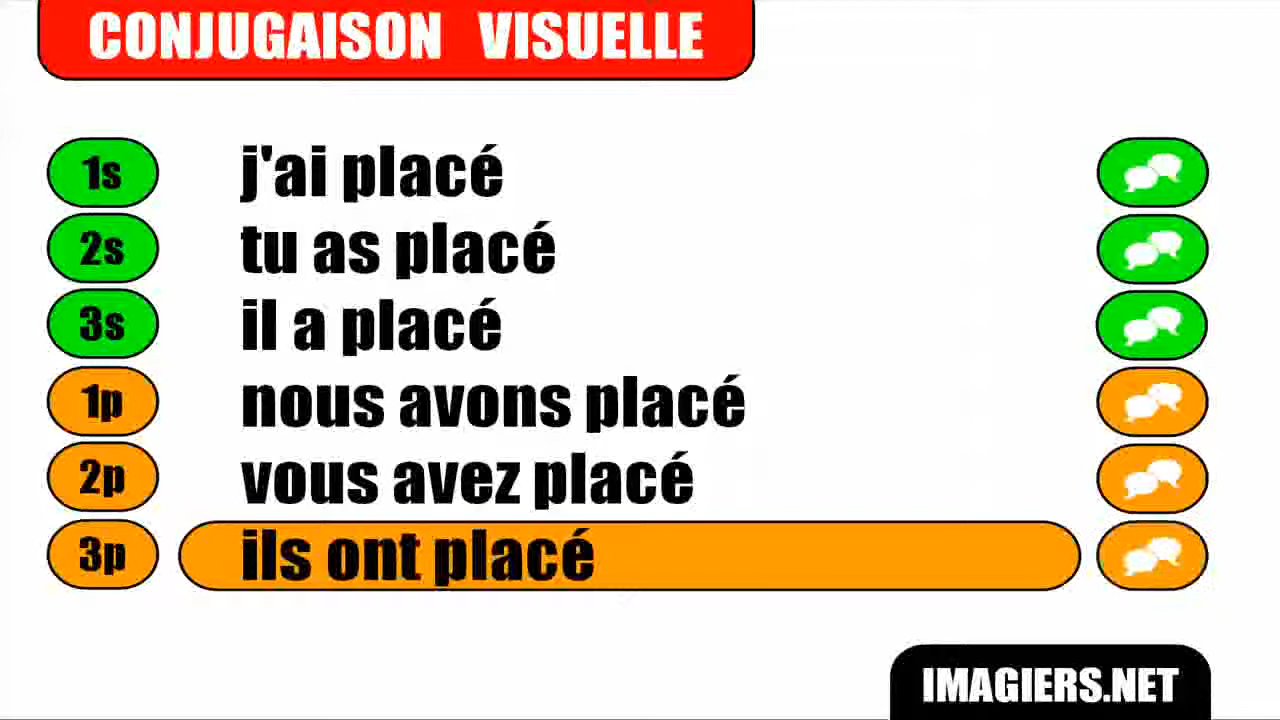 CONJUGAISON VISUELLE
1s j'ai placé
2s tu as placé
3s il a placé
1p nous avons placé
2p vous avez placé
3p ils ont placé
IMAGIERS.NET